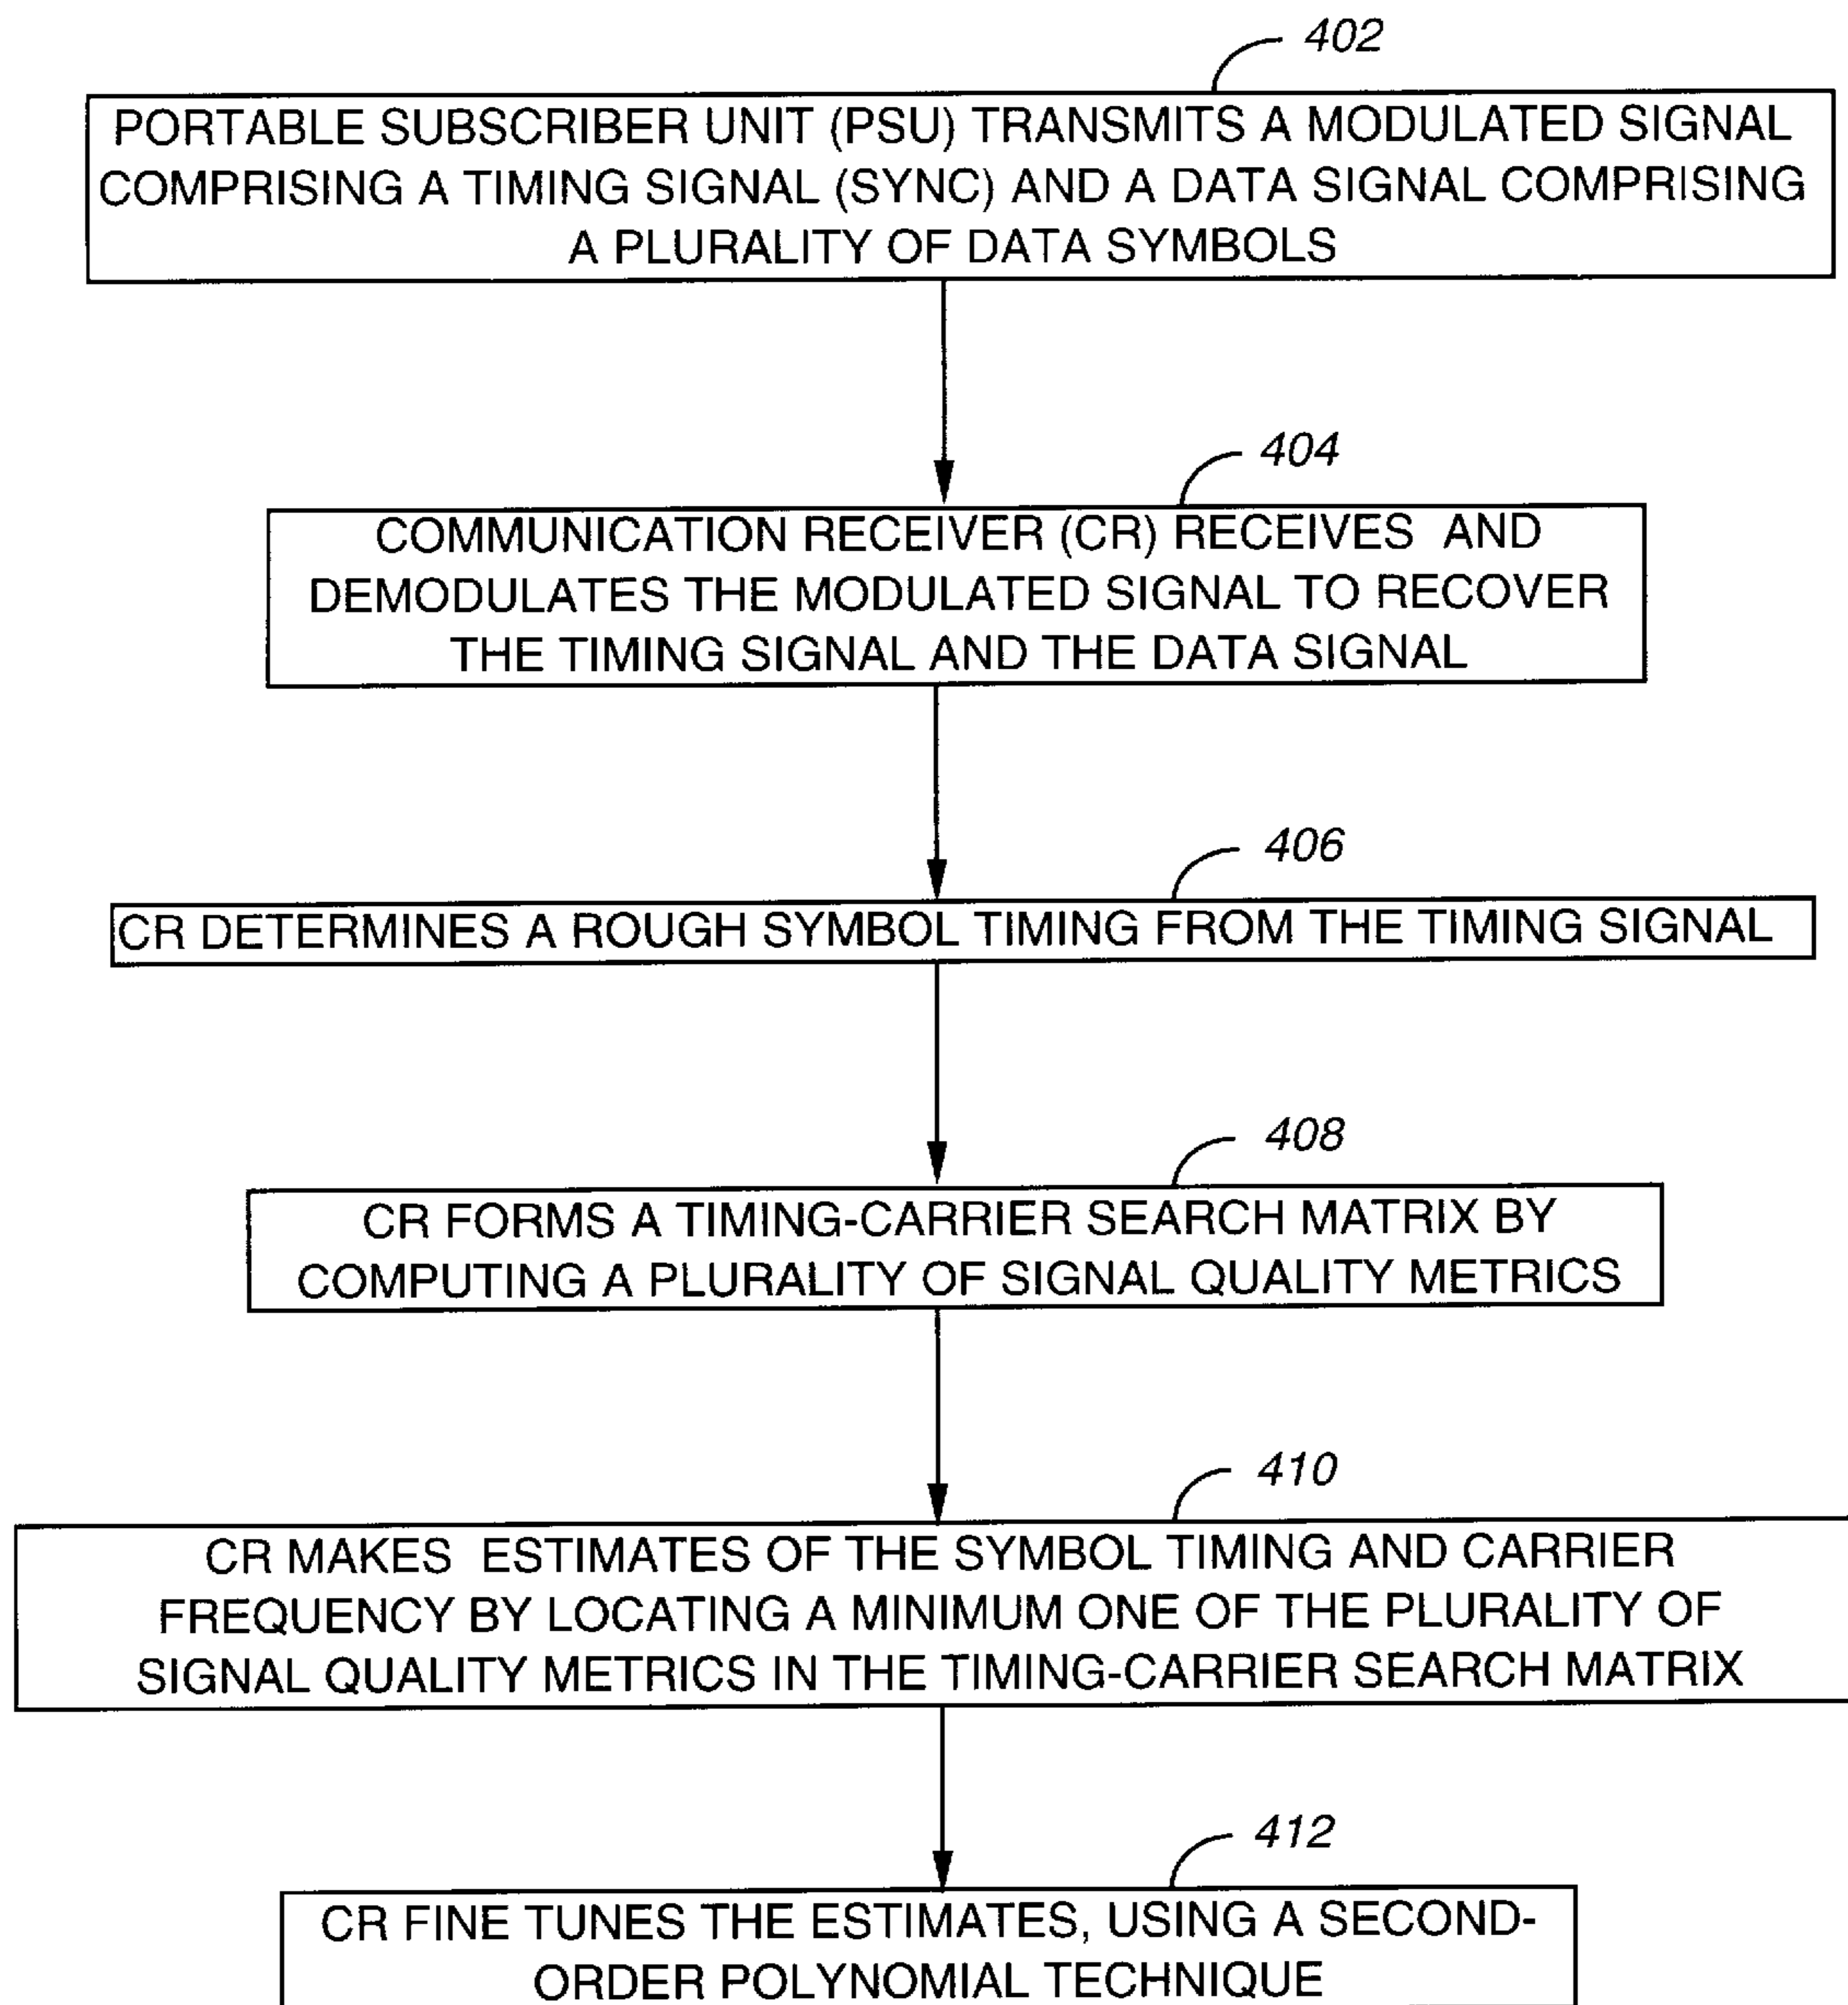 402
PORTABLE SUBSCRIBER UNIT (PSU) TRANSMITS A MODULATED SIGNAL
COMPRISING A TIMING SIGNAL (SYNC) AND A DATA SIGNAL COMPRISING
A PLURALITY OF DATA SYMBOLS
404
COMMUNICATION RECEIVER (CR) RECEIVES AND
DEMODULATES THE MODULATED SIGNAL TO RECOVER
THE TIMING SIGNAL AND THE DATA SIGNAL
406
CR DETERMINES A ROUGH SYMBOL TIMING FROM THE TIMING SIGNAL
408
CR FORMS A TIMING-CARRIER SEARCH MATRIX BY
COMPUTING A PLURALITY OF SIGNAL QUALITY METRICS
410
CR MAKES ESTIMATES OF THE SYMBOL TIMING AND CARRIER
FREQUENCY BY LOCATING A MINIMUM ONE OF THE PLURALITY OF
SIGNAL QUALITY METRICS IN THE TIMING-CARRIER SEARCH MATRIX
412
CR FINE TUNES THE ESTIMATES, USING A SECOND-
ORDER POLYNOMIAL TECHNIQUE